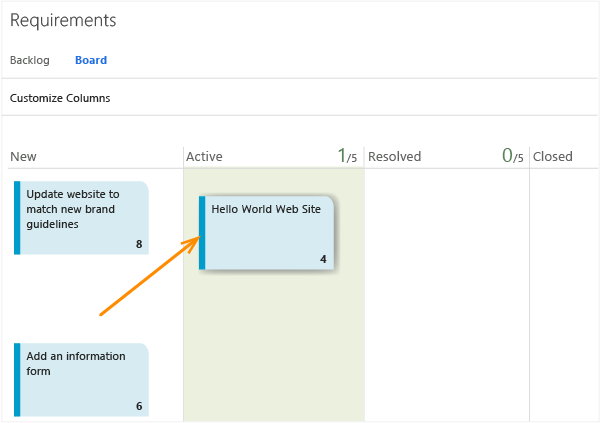 Requirements
Backlog Board
Customize Columns
New Active 1/5 Resolved 0/5 Closed
Update website to
match new brand
guidelines
8
Hello World Web Site
4
Add an information
form
6